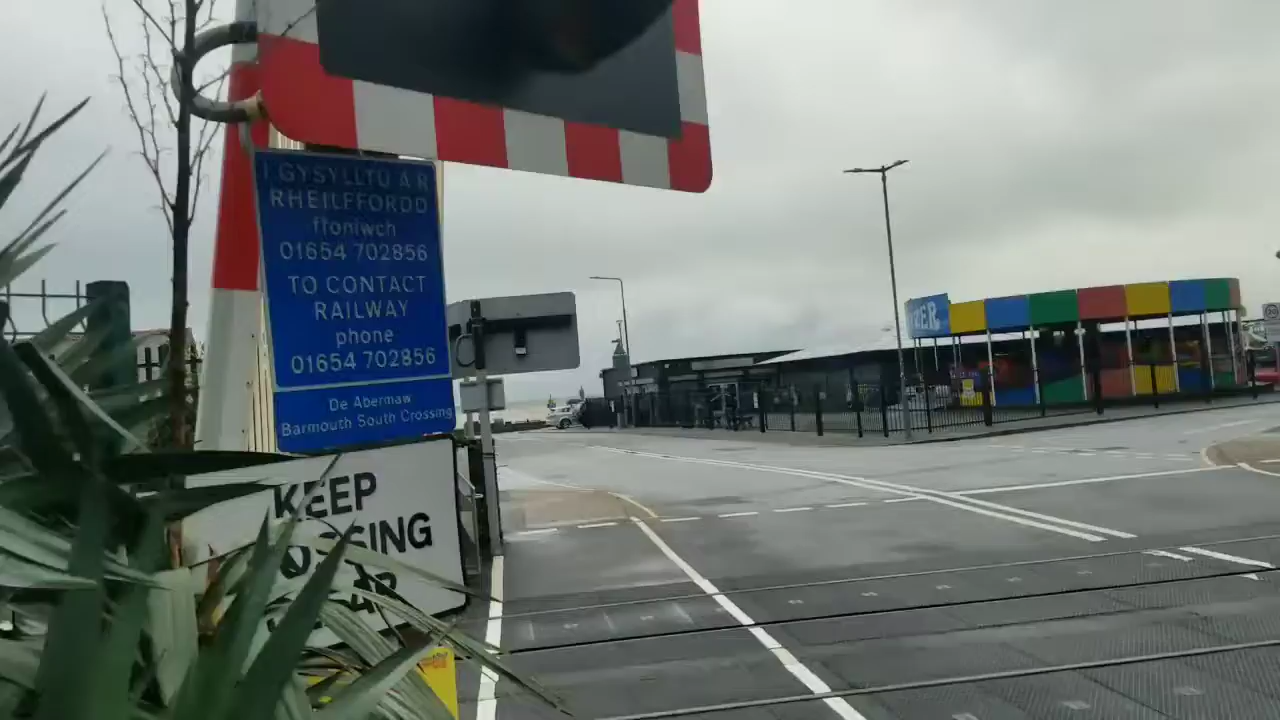 I GYSYLLTU A'R
RHEILFFORDD
ffoniwch
01654 702856
TO CONTACT
RAILWAY
phone
01654 702856
De Abermaw
Barmouth South Crossing
KEEP